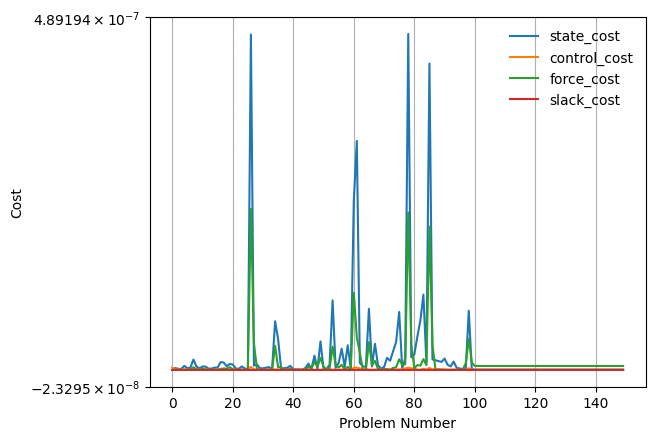 4.89194 × 10⁻⁷
state_cost
control_cost
force_cost
slack_cost
Cost
−2.3295 × 10⁻⁸
0 20 40 60 80 100 120 140
Problem Number